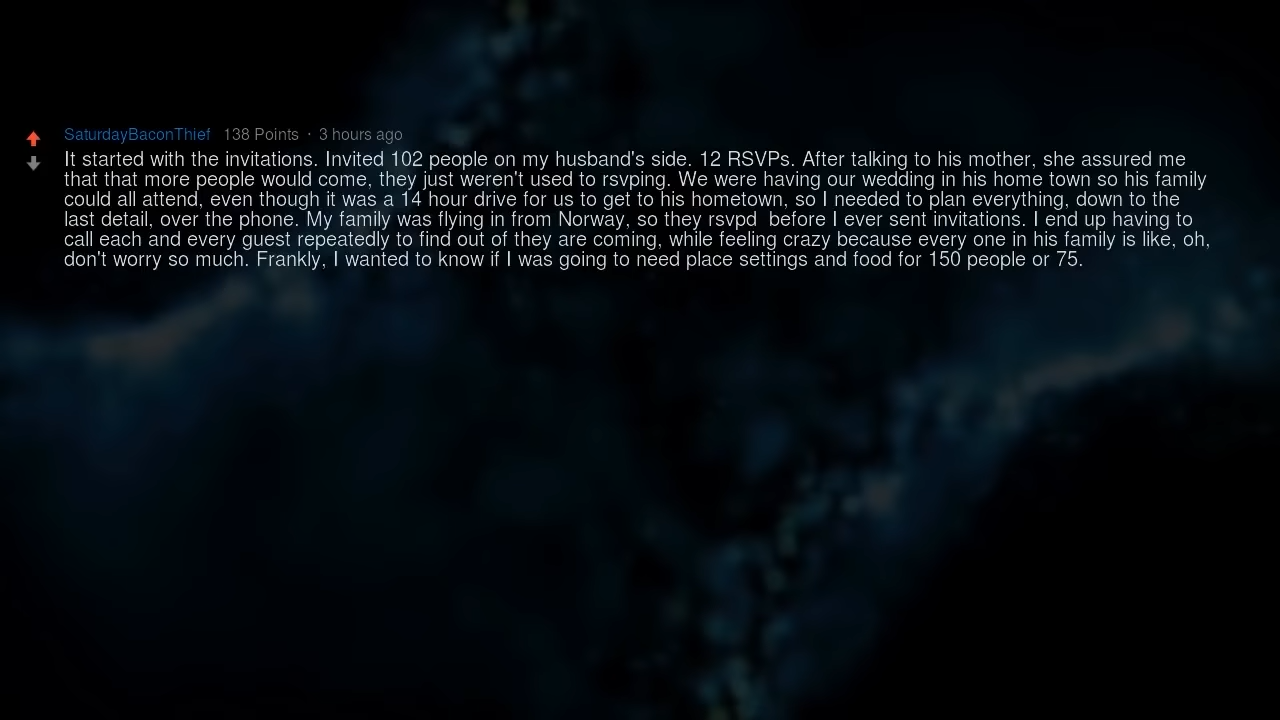 SaturdayBaconThief 138 Points · 3 hours ago
It started with the invitations. Invited 102 people on my husband's side. 12 RSVPs. After talking to his mother, she assured me
that that more people would come, they just weren't used to rsvping. We were having our wedding in his home town so his family
could all attend, even though it was a 14 hour drive for us to get to his hometown, so I needed to plan everything, down to the
last detail, over the phone. My family was flying in from Norway, so they rsvpd  before I ever sent invitations. I end up having to
call each and every guest repeatedly to find out of they are coming, while feeling crazy because every one in his family is like, oh,
don't worry so much. Frankly, I wanted to know if I was going to need place settings and food for 150 people or 75.